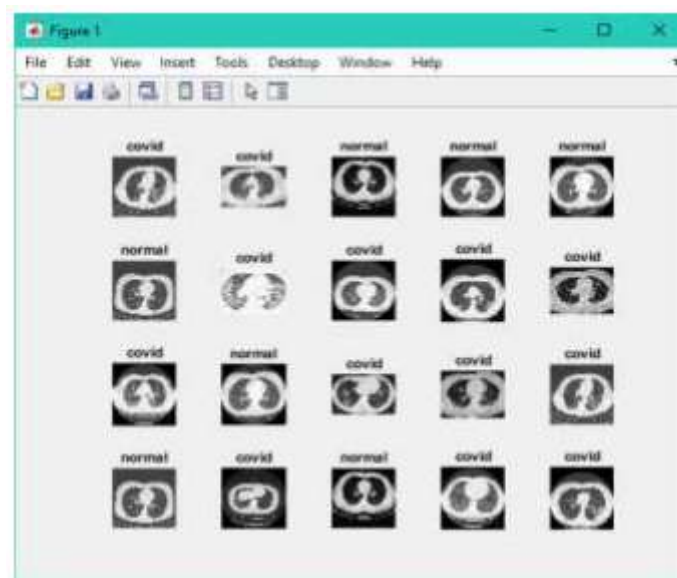 Figure 1
File Edit View Insert Tools Desktop Window Help
covid covid normal normal normal
normal covid covid covid covid
covid normal covid covid covid
normal covid normal covid covid